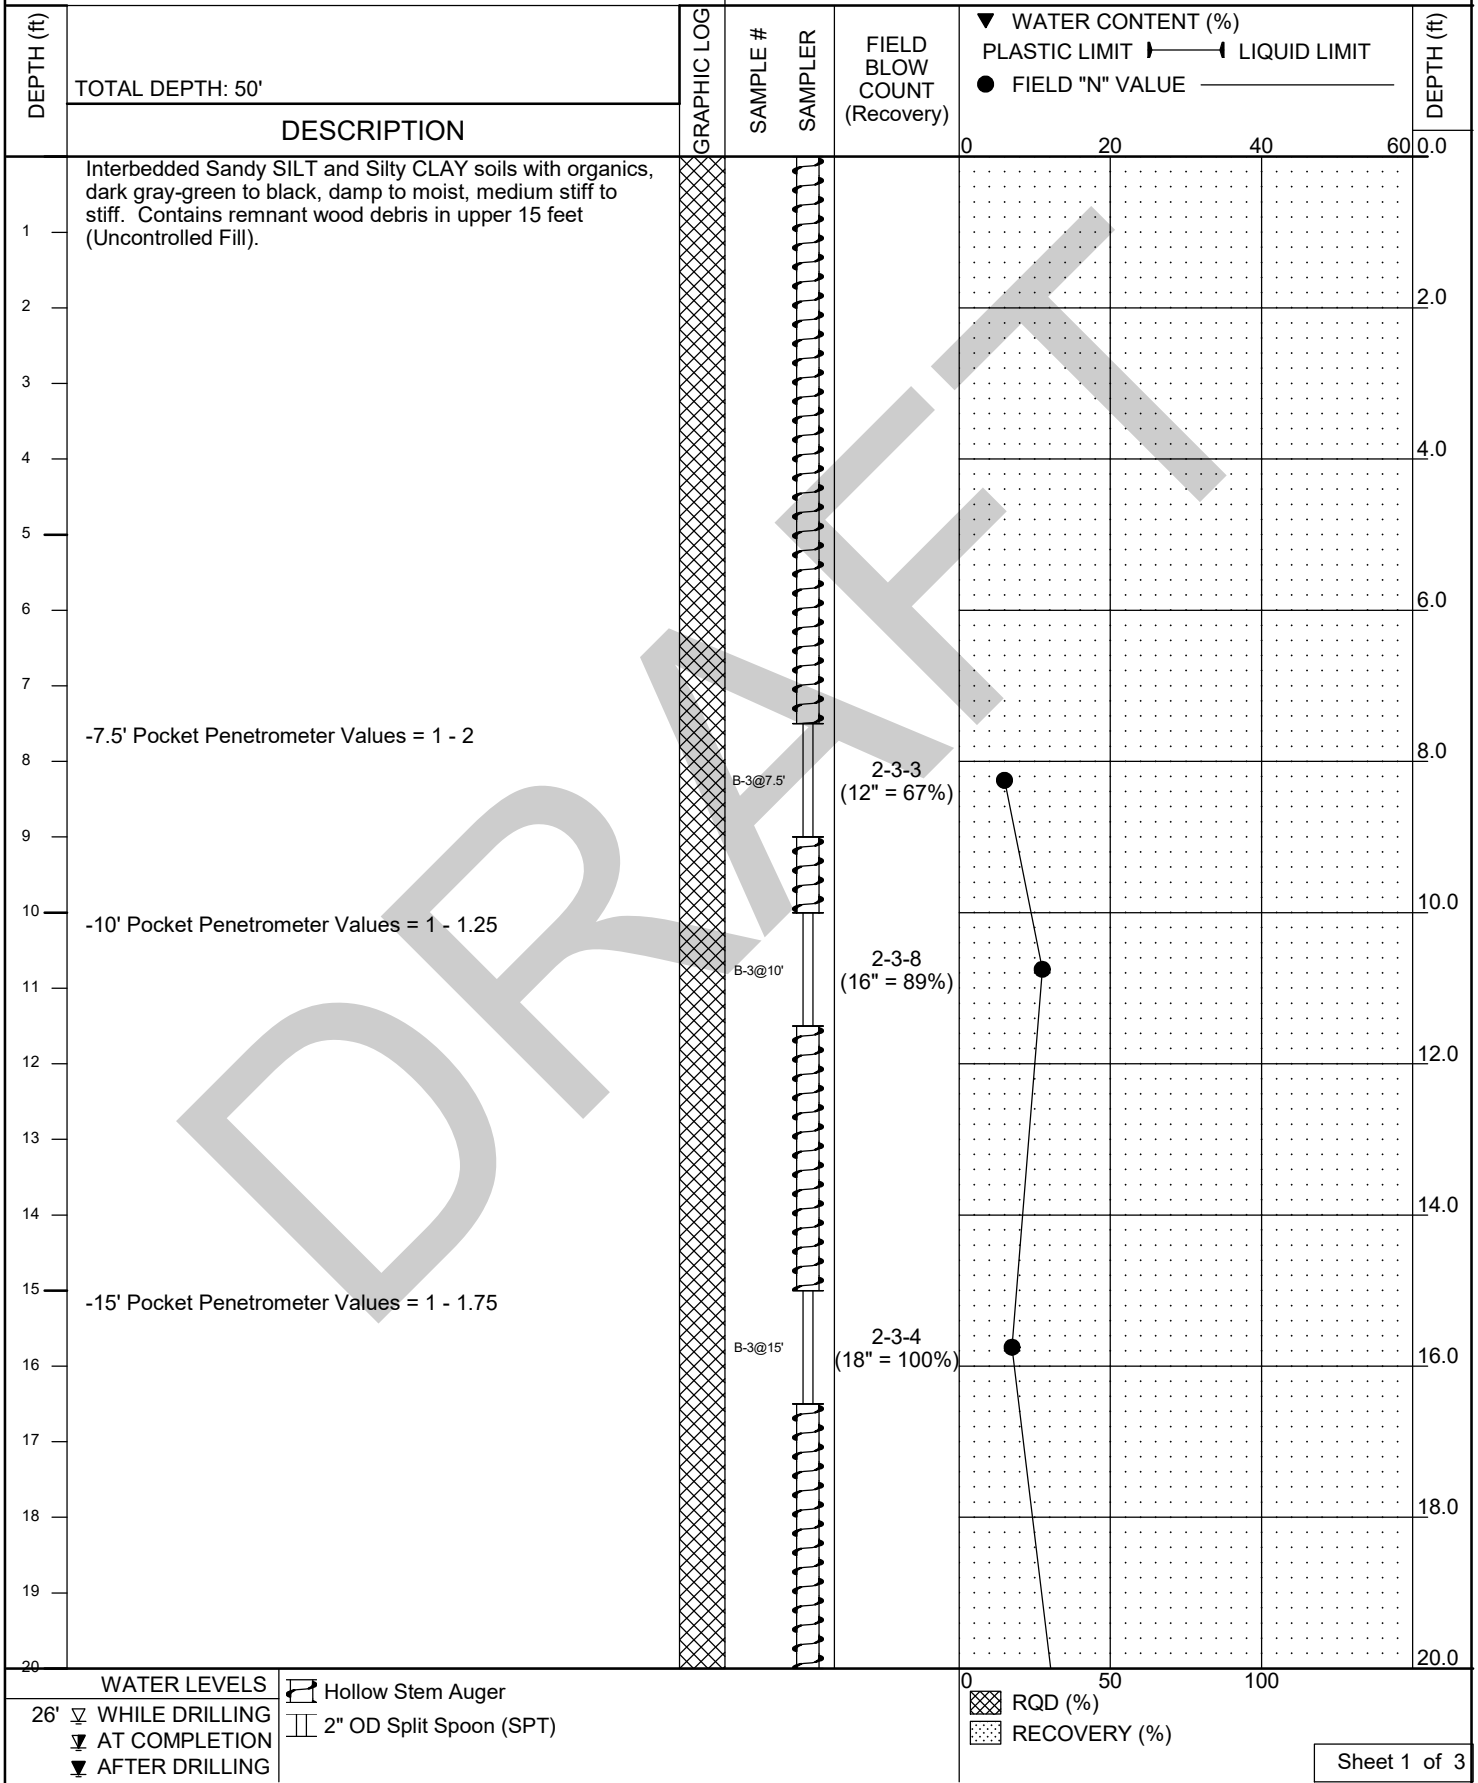 DEPTH (ft)
TOTAL DEPTH: 50'
DESCRIPTION
GRAPHIC LOG
SAMPLE #
SAMPLER
FIELD
BLOW
COUNT
(Recovery)
WATER CONTENT (%)
PLASTIC LIMIT LIQUID LIMIT
FIELD "N" VALUE
DEPTH (ft)
0 20 40 60 0.0
Interbedded Sandy SILT and Silty CLAY soils with organics,
dark gray-green to black, damp to moist, medium stiff to
stiff. Contains remnant wood debris in upper 15 feet
(Uncontrolled Fill).
1
2 2.0
3
4 4.0
5
6 6.0
7
-7.5' Pocket Penetrometer Values = 1 - 2
8 8.0
B-3@7.5' 2-3-3
(12" = 67%)
9
10 10.0
-10' Pocket Penetrometer Values = 1 - 1.25
B-3@10' 2-3-8
(16" = 89%)
11
12 12.0
13
14 14.0
15
-15' Pocket Penetrometer Values = 1 - 1.75
B-3@15' 2-3-4
(18" = 100%)
16 16.0
17
18 18.0
19
20 20.0
DRAFT
WATER LEVELS
26' WHILE DRILLING
AT COMPLETION
AFTER DRILLING
Hollow Stem Auger
2" OD Split Spoon (SPT)
0 50 100
RQD (%)
RECOVERY (%)
Sheet 1 of 3